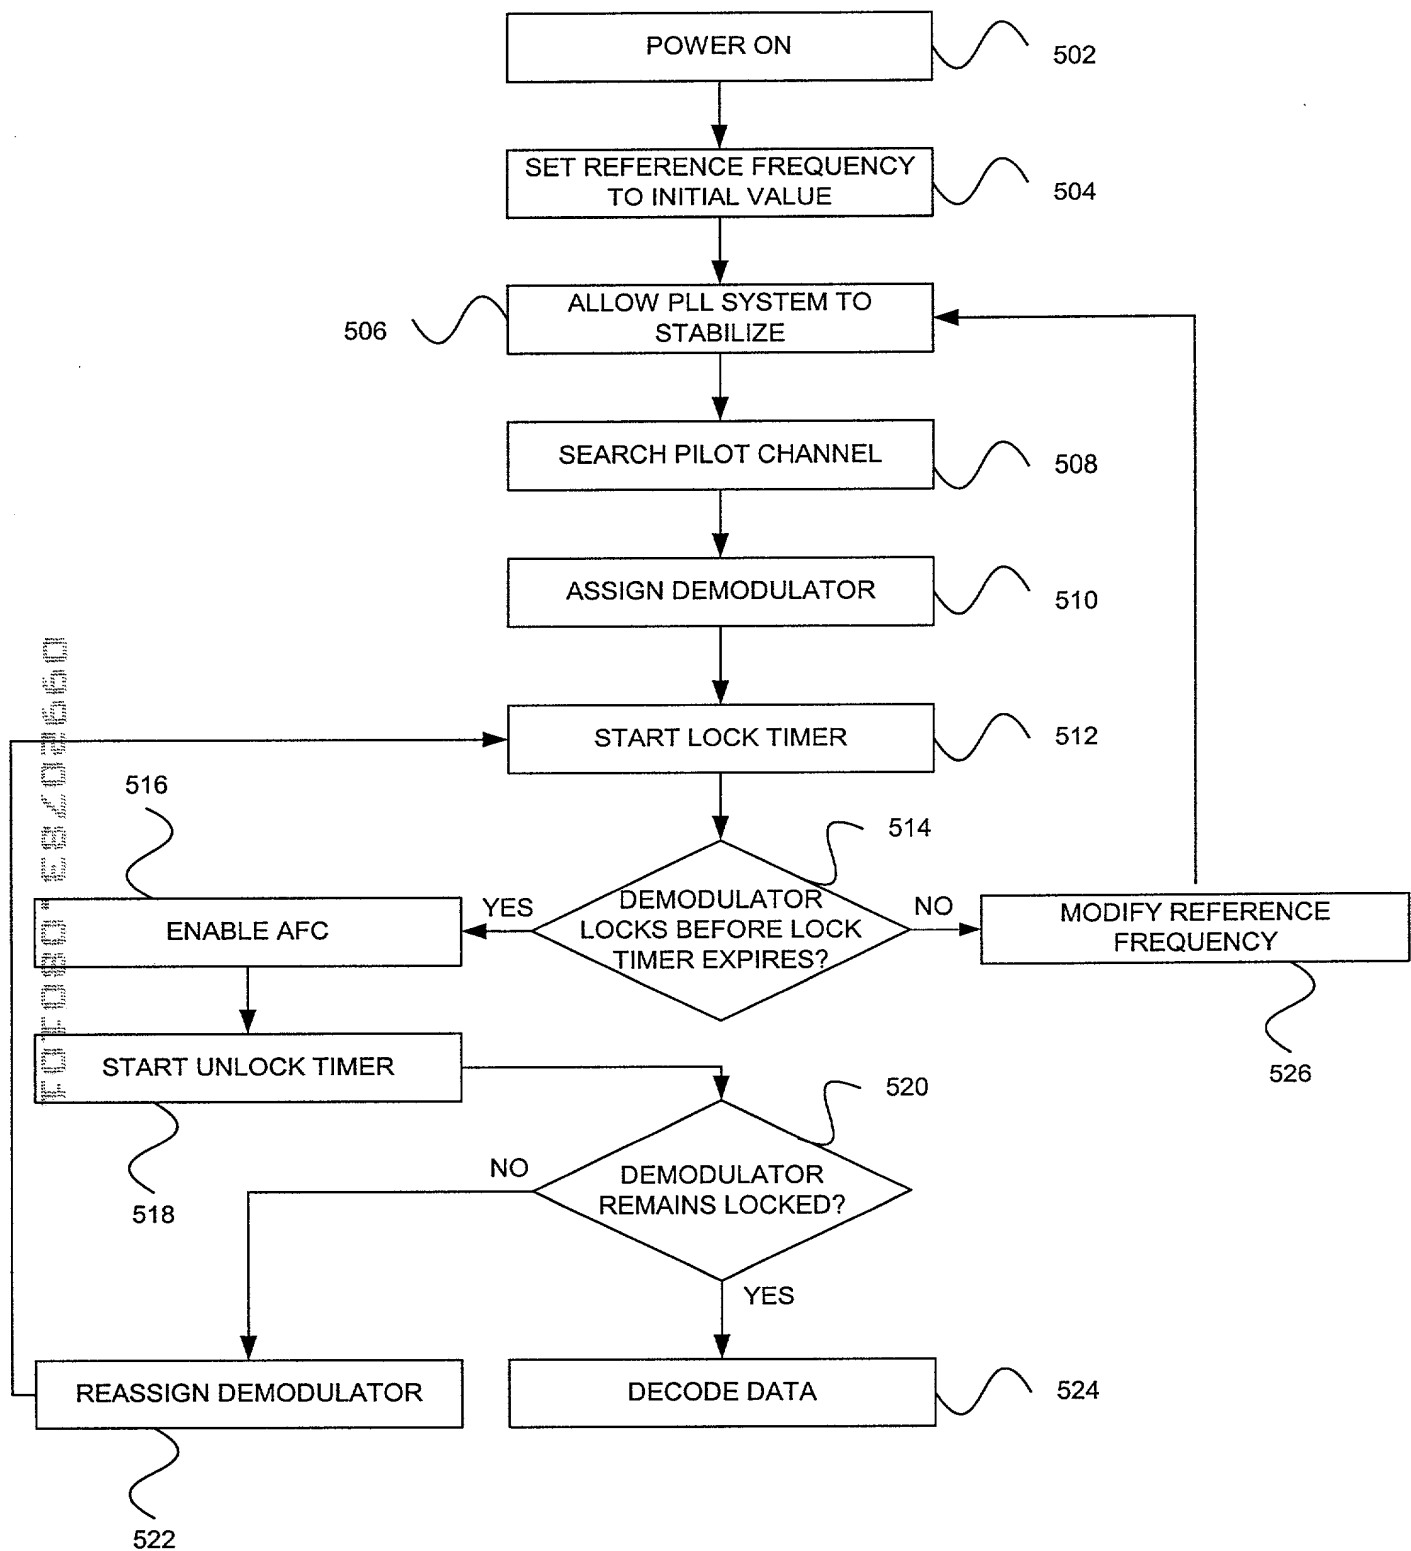 POWER ON
502
SET REFERENCE FREQUENCY
TO INITIAL VALUE
504
ALLOW PLL SYSTEM TO
STABILIZE
506
SEARCH PILOT CHANNEL
508
ASSIGN DEMODULATOR
510
START LOCK TIMER
512
516
514
DEMODULATOR
LOCKS BEFORE LOCK
TIMER EXPIRES?
YES
NO
ENABLE AFC
MODIFY REFERENCE
FREQUENCY
526
START UNLOCK TIMER
518
520
DEMODULATOR
REMAINS LOCKED?
NO
YES
REASSIGN DEMODULATOR
522
DECODE DATA
524